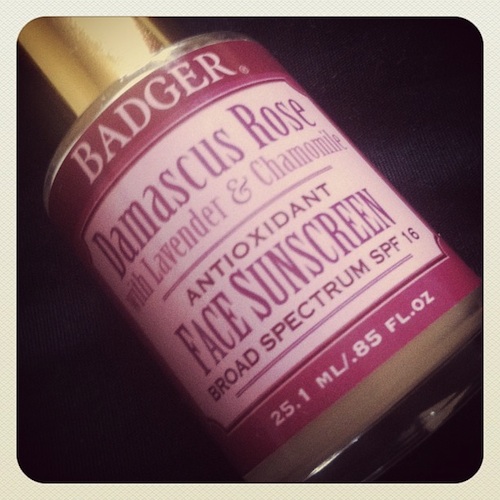 BADGER®
Damascus Rose
with Lavender & Chamomile
ANTIOXIDANT
FACE SUNSCREEN
BROAD SPECTRUM SPF 16
25.1 ML/.85 FL.OZ